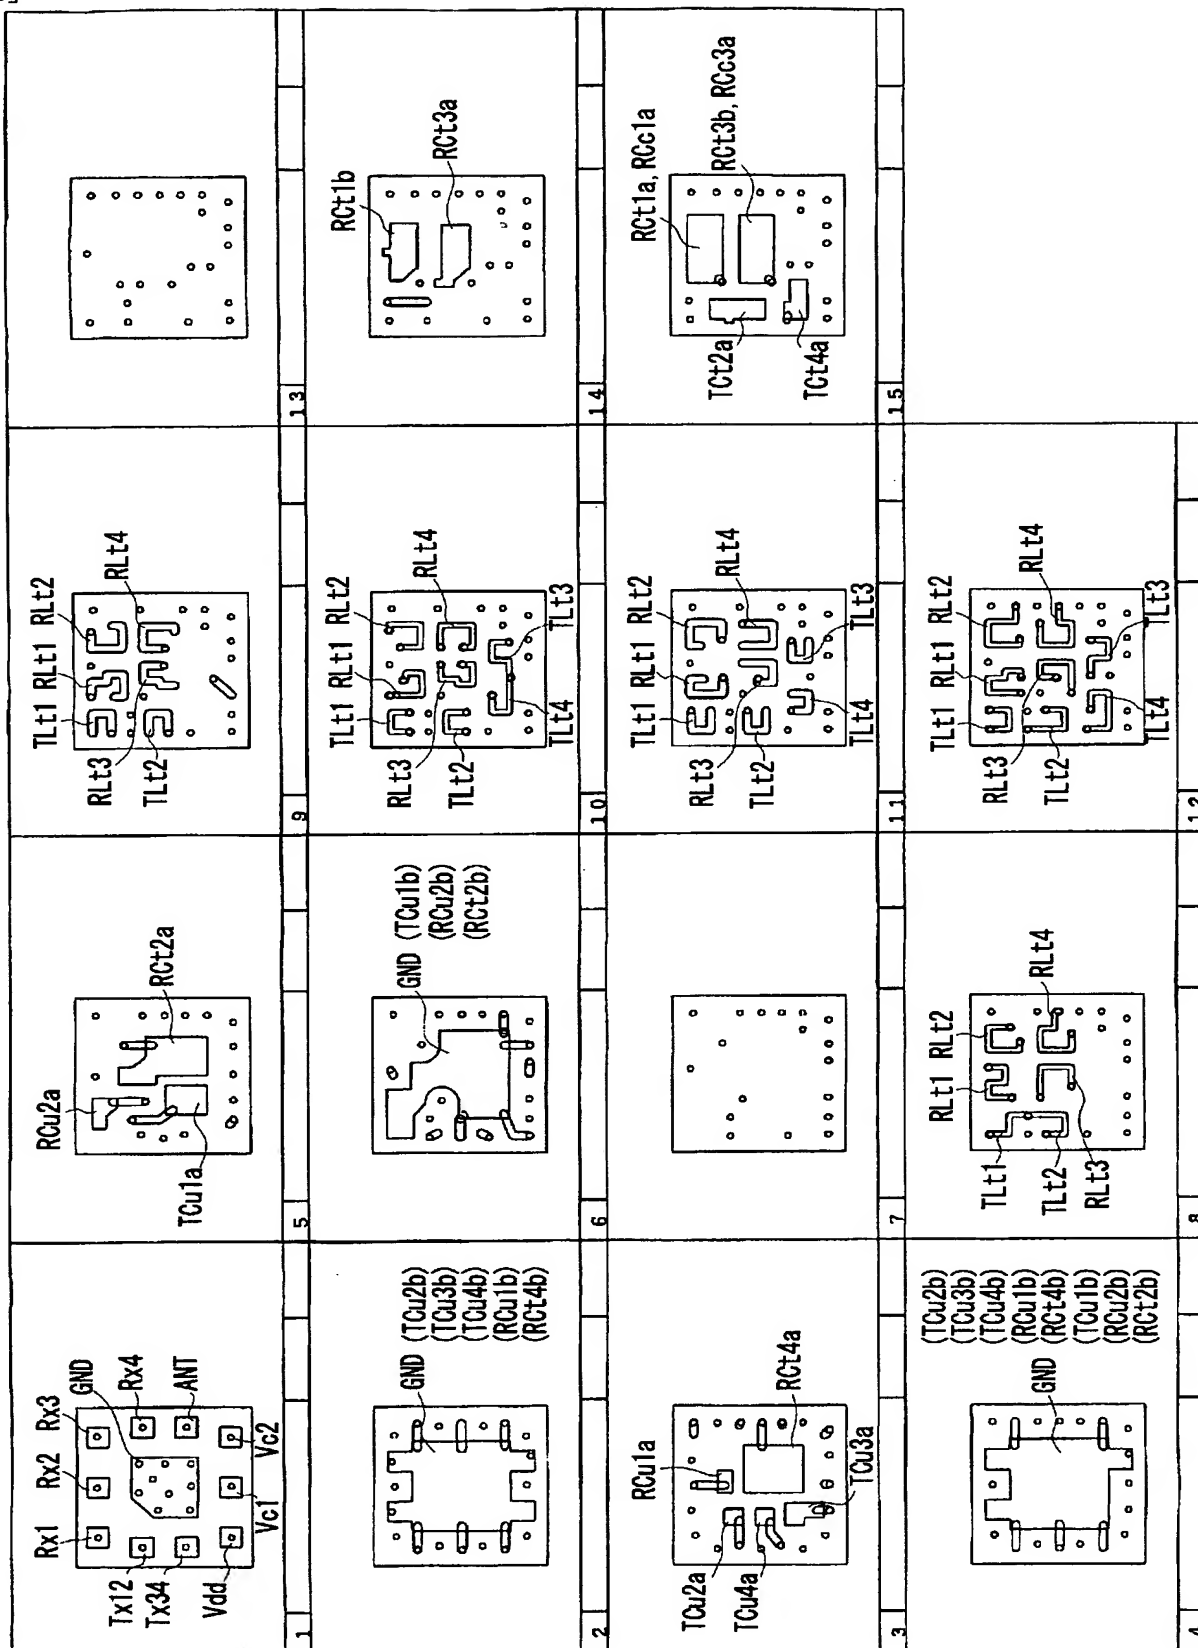 1
Rx1
Rx2
Rx3
GND
Rx4
ANT
Tx12
Tx34
Vdd
Vc1
Vc2
2
GND
(TCu2b)
(TCu3b)
(TCu4b)
(RCu1b)
(RCt4b)
3
RCu1a
RCt4a
TCu2a
TCu4a
TCu3a
4
(TCu2b)
(TCu3b)
(TCu4b)
(RCu1b)
(RCt4b)
(TCu1b)
(RCu2b)
(RCt2b)
GND
5
RCu2a
RCt2a
TCu1a
6
GND
(TCu1b)
(RCu2b)
(RCt2b)
7
8
RLt1
RLt2
RLt4
TLt1
TLt2
RLt3
9
TLt1
RLt1
RLt2
RLt4
RLt3
TLt2
10
TLt1
RLt1
RLt2
RLt4
RLt3
TLt2
TLt4
TLt3
11
TLt1
RLt1
RLt2
RLt4
RLt3
TLt2
TLt4
TLt3
12
TLt1
RLt1
RLt2
RLt4
RLt3
TLt2
TLt4
TLt3
13
14
RCt1b
RCt3a
15
RCt1a, RCc1a
RCt3b, RCc3a
TCt2a
TCt4a